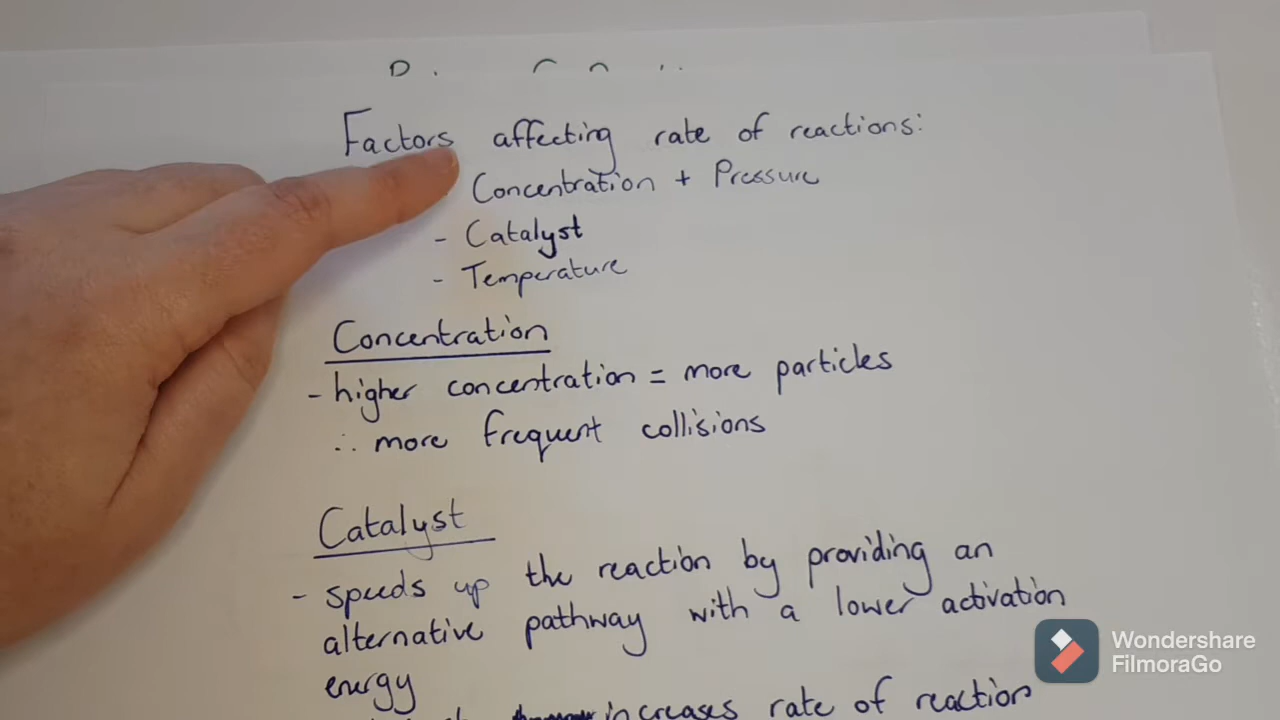 Factors affecting rate of reactions:
Concentration + Pressure
- Catalyst
- Temperature
Concentration
- higher concentration = more particles
∴ more frequent collisions
Catalyst
- speeds up the reaction by providing an
alternative pathway with a lower activation
energy
increases rate of reaction
Wondershare
FilmoraGo